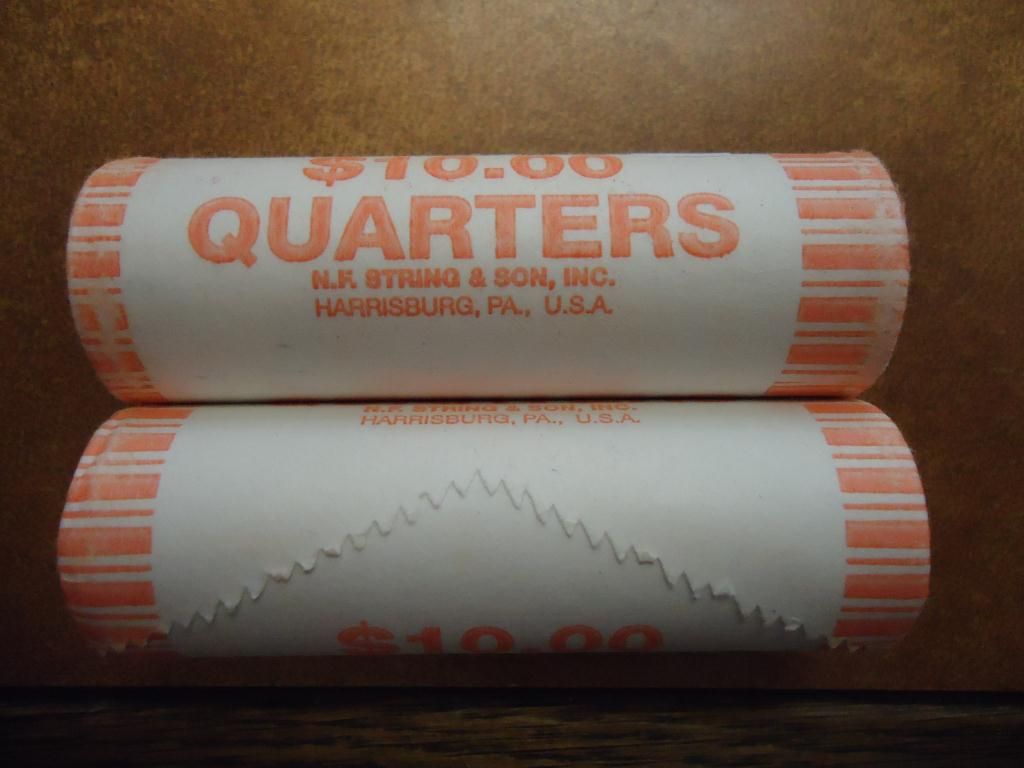 $10.00
QUARTERS
N.F. STRING & SON, INC.
HARRISBURG, PA., U.S.A.
N.F. STRING & SON, INC.
HARRISBURG, PA., U.S.A.
$10.00